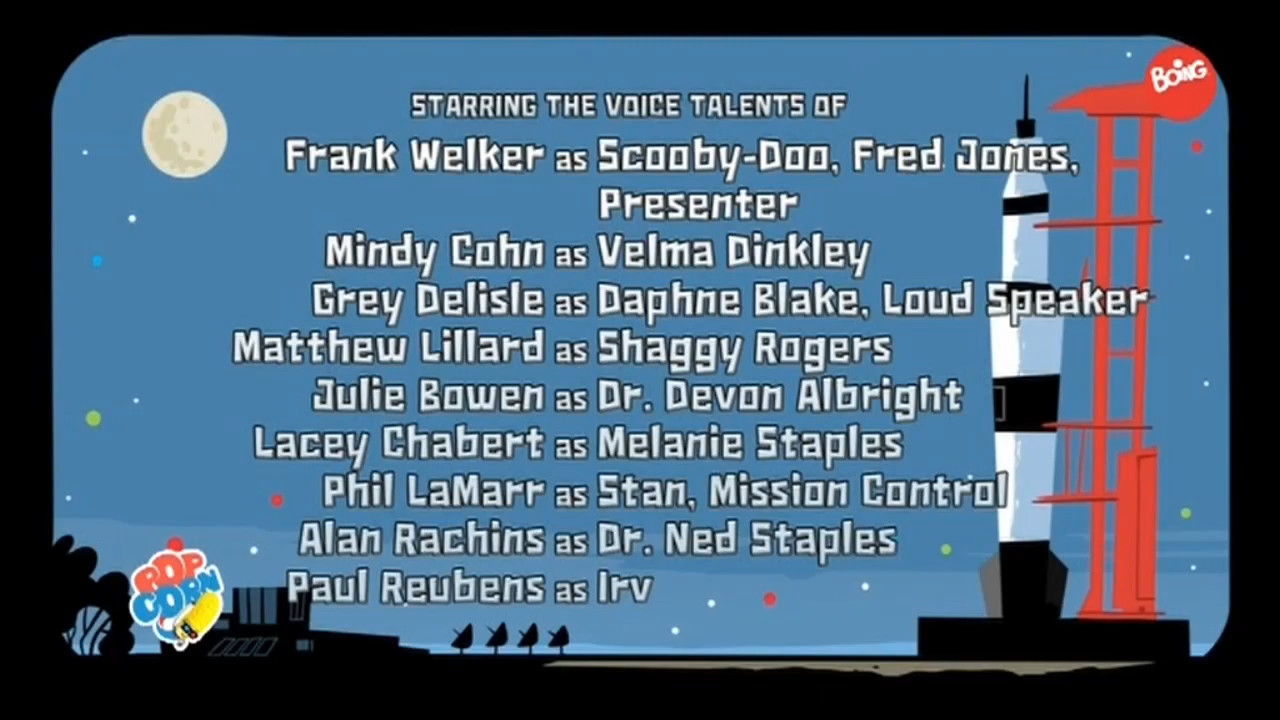 BOING
STARRING THE VOICE TALENTS OF
Frank Welker as Scooby-Doo, Fred Jones,
Presenter
Mindy Cohn as Velma Dinkley
Grey Delisle as Daphne Blake, Loud Speaker
Matthew Lillard as Shaggy Rogers
Julie Bowen as Dr. Devon Albright
Lacey Chabert as Melanie Staples
Phil LaMarr as Stan, Mission Control
Alan Rachins as Dr. Ned Staples
Paul Reubens as Irv
POP
CORN